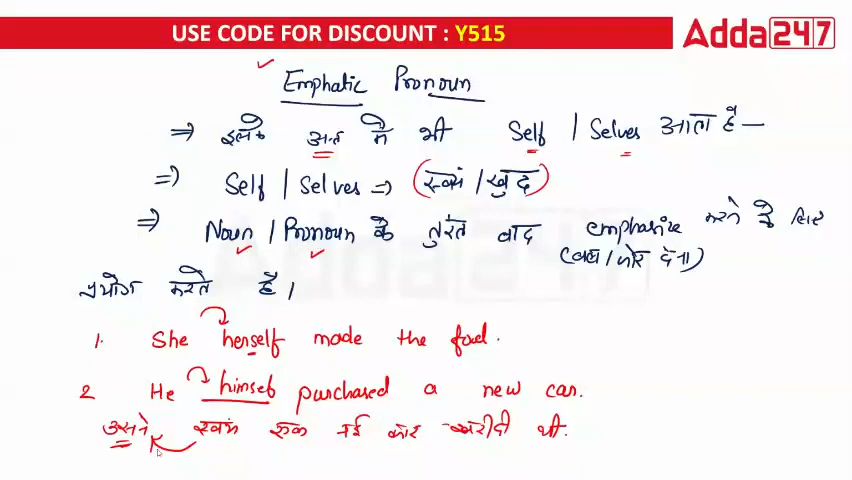 USE CODE FOR DISCOUNT : Y515
Adda247
Emphatic Pronoun
⇒ इसके अन्त में भी Self / Selves आता है —
⇒ Self / Selves ⇒ (स्वयं / खुद)
⇒ Noun / Pronoun के तुरंत बाद emphasize करने के लिए
(बल / जोर देना)
प्रयोग करते है।
1. She herself made the food.
2 He himself purchased a new car.
उसने स्वयं एक नई कार खरीदी थी.